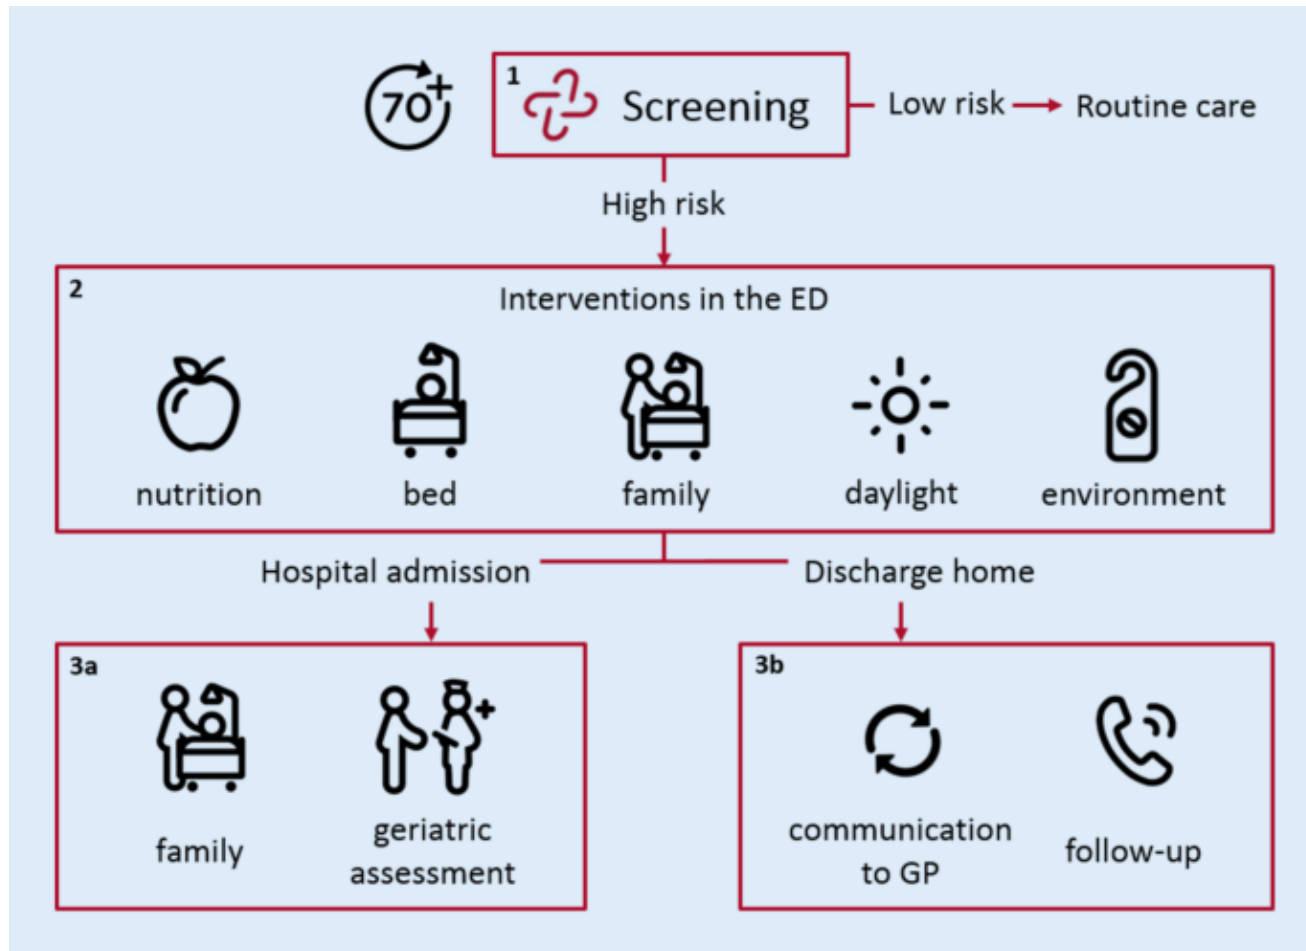 70+
1
Screening
Low risk
Routine care
High risk
2
Interventions in the ED
nutrition
bed
family
daylight
environment
Hospital admission
Discharge home
3a
family
geriatric
assessment
3b
communication
to GP
follow-up